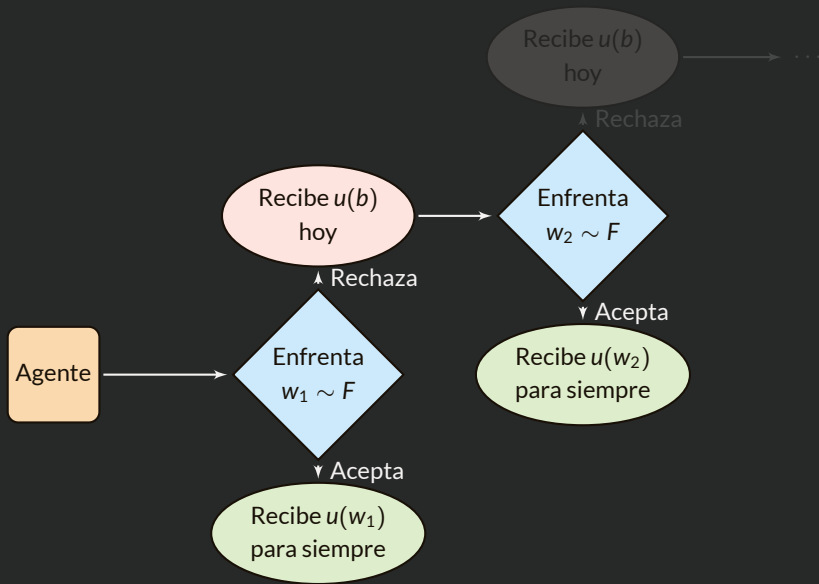 Recibe u(b)
hoy
Rechaza
Enfrenta
w₂ ∼ F
Recibe u(b)
hoy
Rechaza
Acepta
Recibe u(w₂)
para siempre
Agente
Enfrenta
w₁ ∼ F
Acepta
Recibe u(w₁)
para siempre